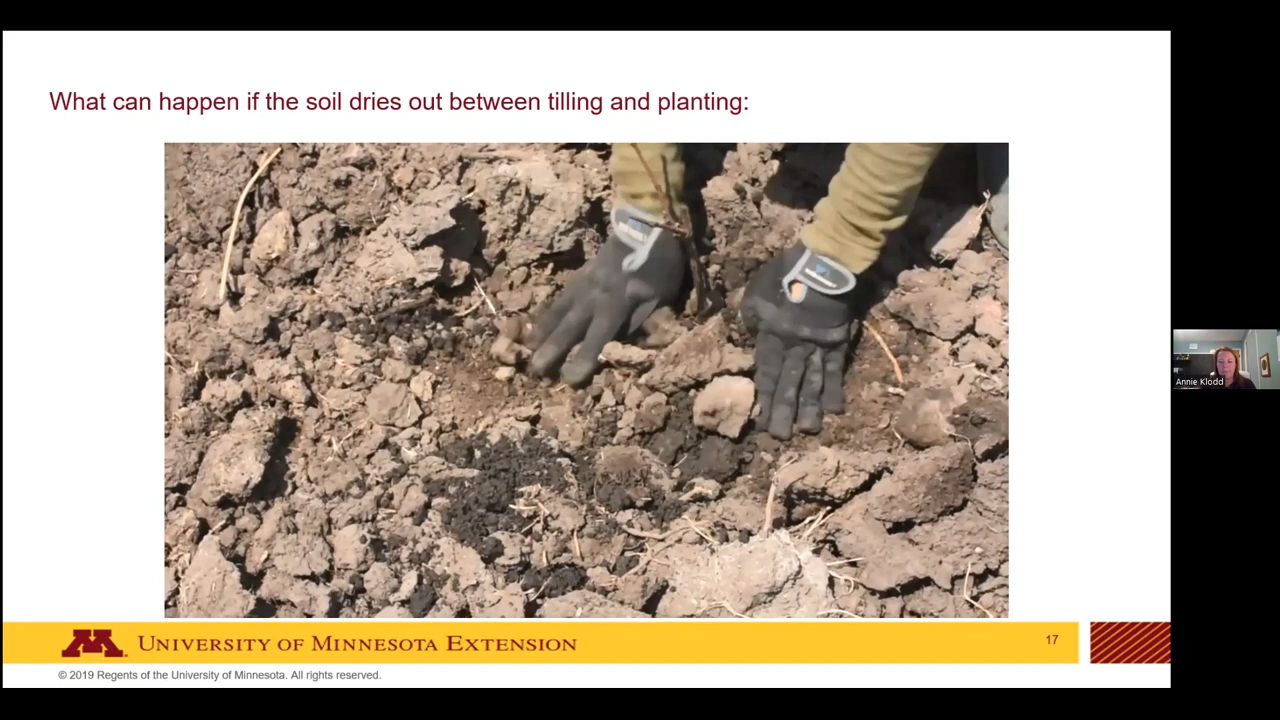 What can happen if the soil dries out between tilling and planting:
Annie Klodd
UNIVERSITY OF MINNESOTA EXTENSION
17
© 2019 Regents of the University of Minnesota. All rights reserved.